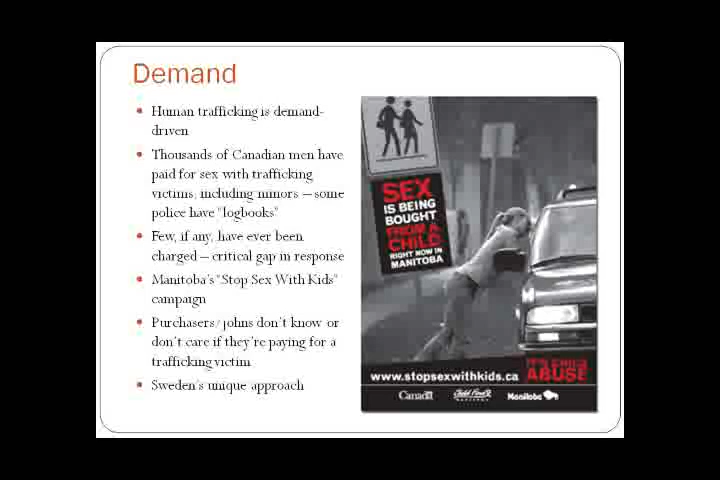 Demand
Human trafficking is demand-
driven
Thousands of Canadian men have
paid for sex with trafficking
victims, including minors – some
police have "logbooks"
Few, if any, have ever been
charged – critical gap in response
Manitoba's "Stop Sex With Kids"
campaign
Purchasers/johns don't know or
don't care if they're paying for a
trafficking victim
Sweden's unique approach
SEX
IS BEING
BOUGHT
FROM A
CHILD
RIGHT NOW IN
MANITOBA
www.stopsexwithkids.ca
IT'S CHILD
ABUSE
Canada
Child Find
Manitoba